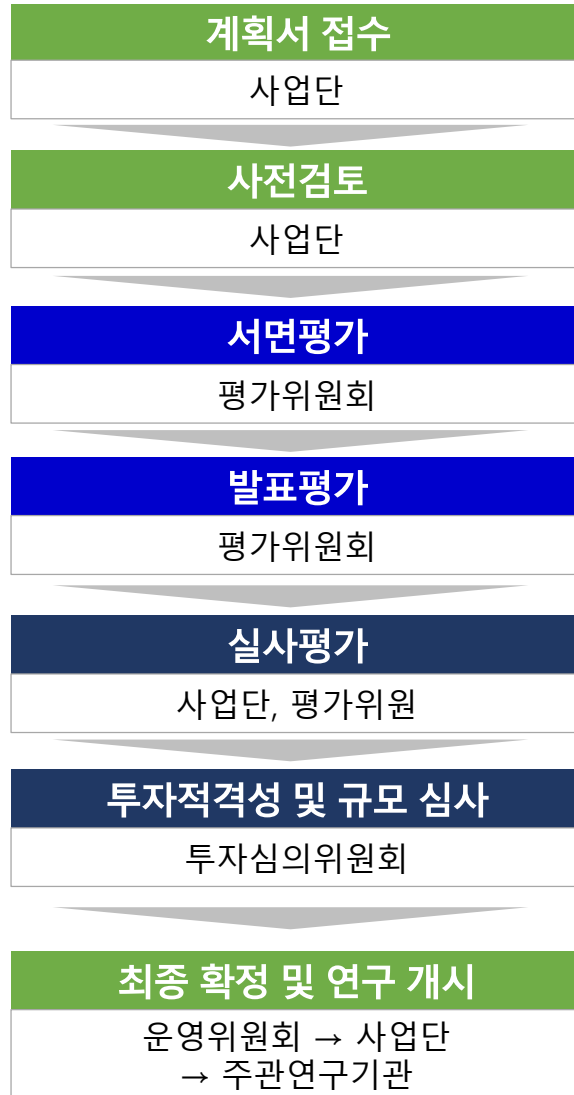 계획서 접수
사업단
사전검토
사업단
서면평가
평가위원회
발표평가
평가위원회
실사평가
사업단, 평가위원
투자적격성 및 규모 심사
투자심의위원회
최종 확정 및 연구 개시
운영위원회 → 사업단
→ 주관연구기관